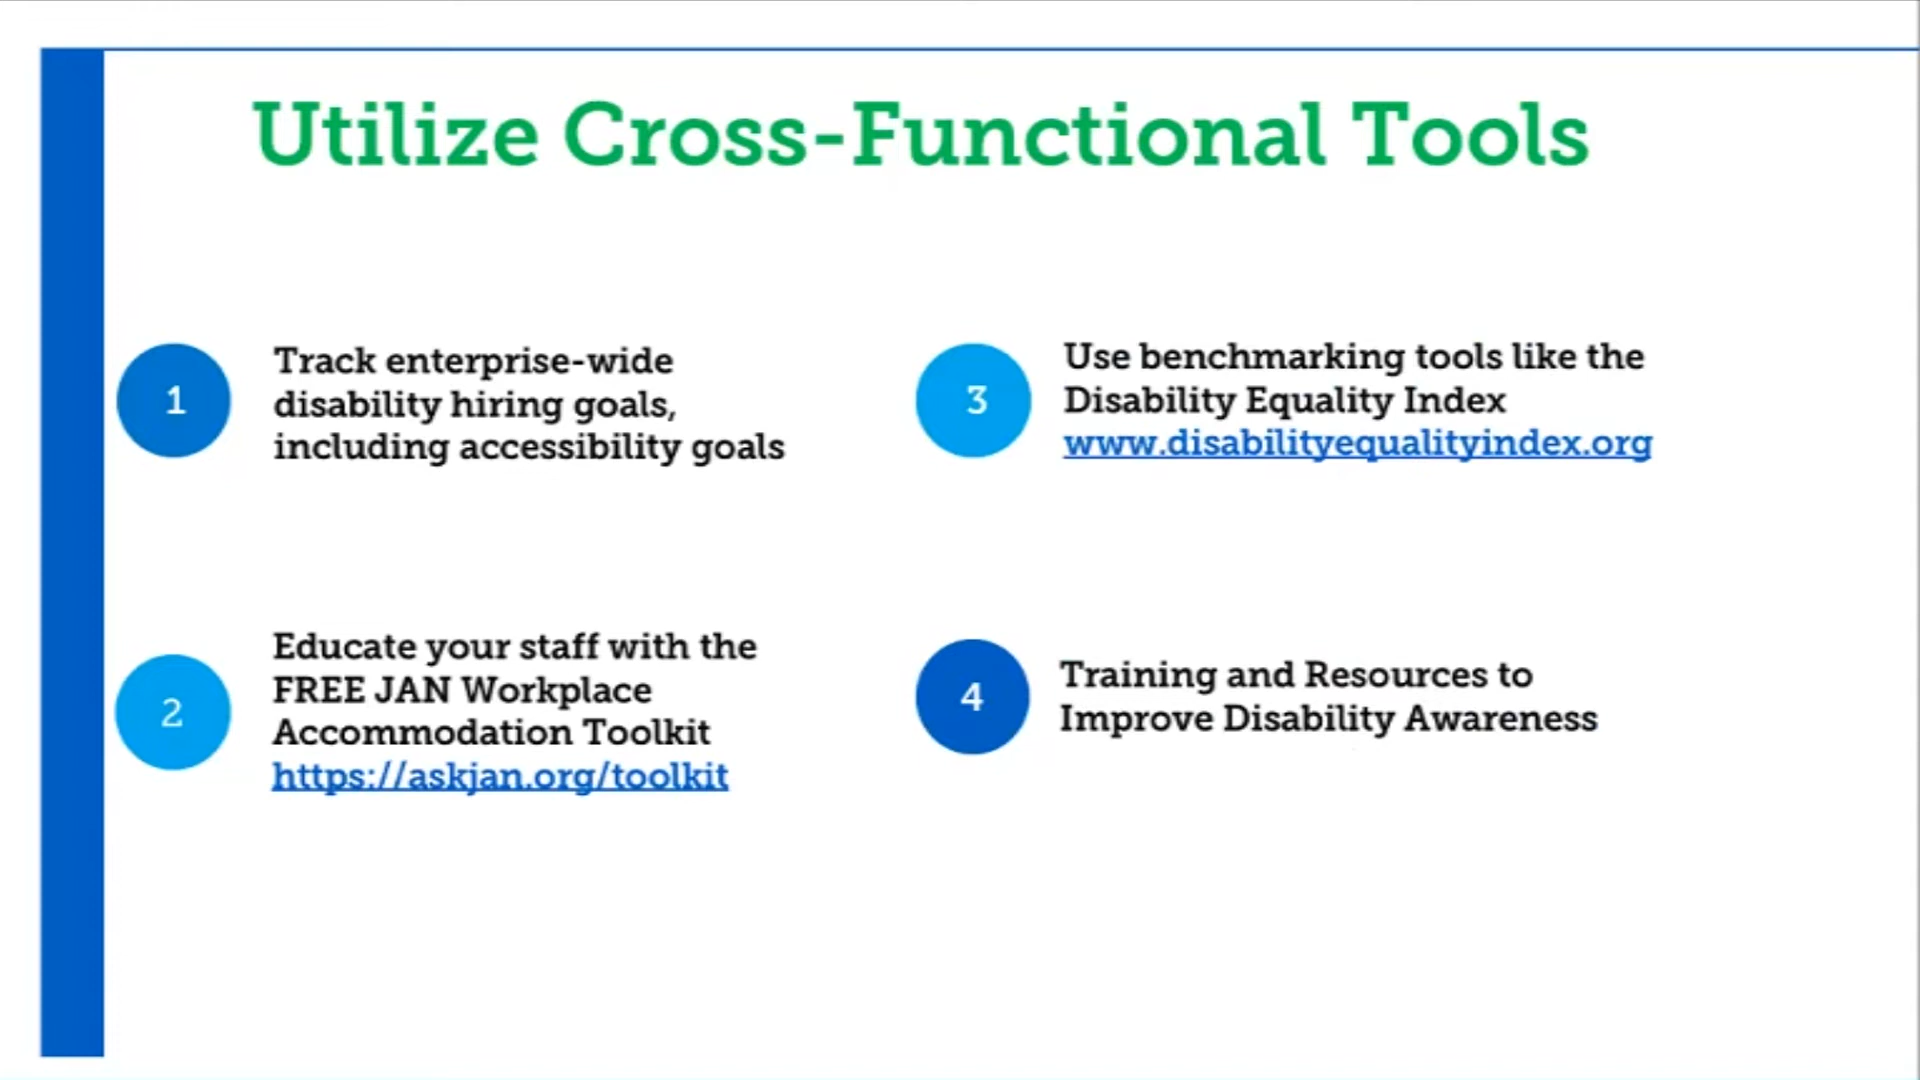 Utilize Cross-Functional Tools
1
Track enterprise-wide
disability hiring goals,
including accessibility goals
2
Educate your staff with the
FREE JAN Workplace
Accommodation Toolkit
https://askjan.org/toolkit
3
Use benchmarking tools like the
Disability Equality Index
www.disabilityequalityindex.org
4
Training and Resources to
Improve Disability Awareness